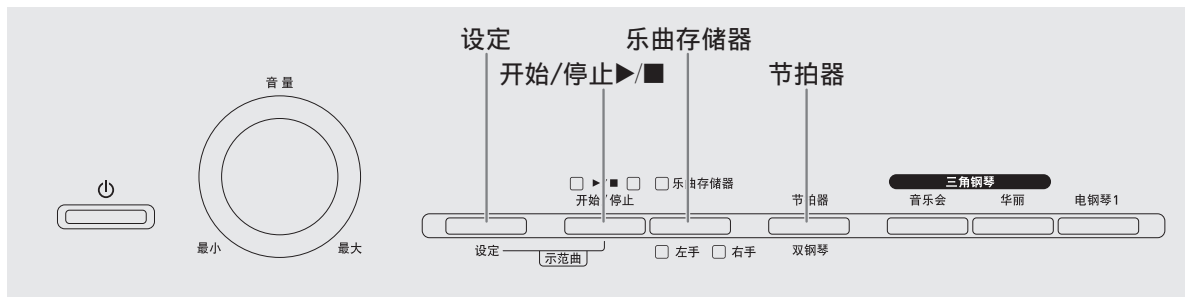 设定 乐曲存储器
开始/停止▶/■ 节拍器
音量
▶/■ 乐曲存储器 三角钢琴
开始/停止 节拍器 音乐会 华丽 电钢琴1
最小 最大 设定 示范曲 左手 右手 双钢琴